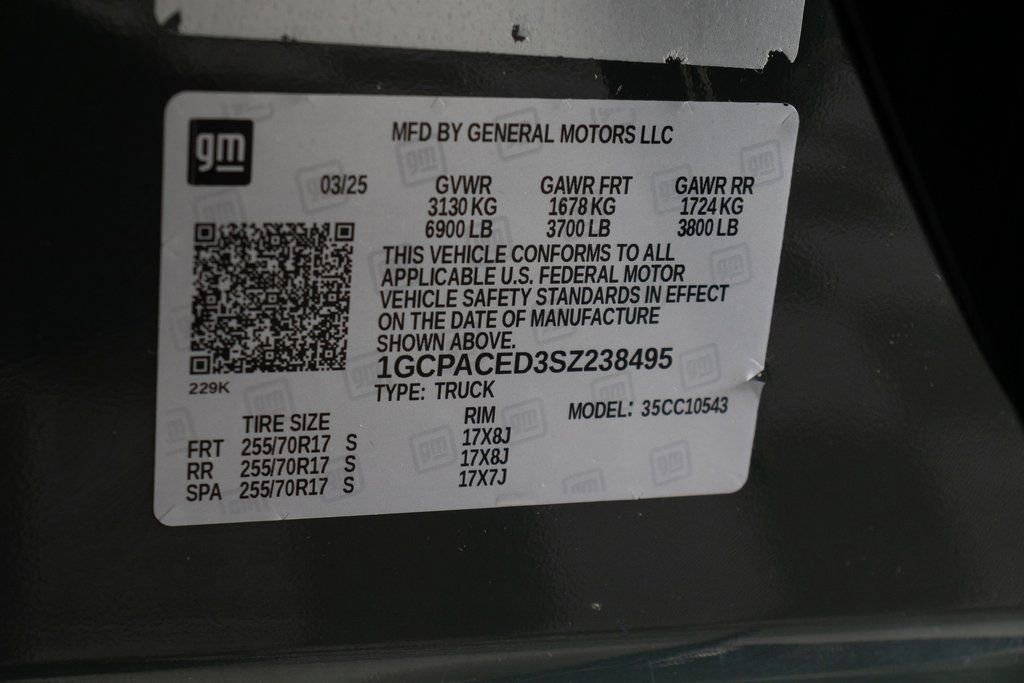 gm
MFD BY GENERAL MOTORS LLC
03/25
GVWR GAWR FRT GAWR RR
3130 KG 1678 KG 1724 KG
6900 LB 3700 LB 3800 LB
THIS VEHICLE CONFORMS TO ALL
APPLICABLE U.S. FEDERAL MOTOR
VEHICLE SAFETY STANDARDS IN EFFECT
ON THE DATE OF MANUFACTURE
SHOWN ABOVE.
1GCPACED3SZ238495
229K
TYPE: TRUCK
MODEL: 35CC10543
TIRE SIZE RIM
FRT 255/70R17 S 17X8J
RR 255/70R17 S 17X8J
SPA 255/70R17 S 17X7J